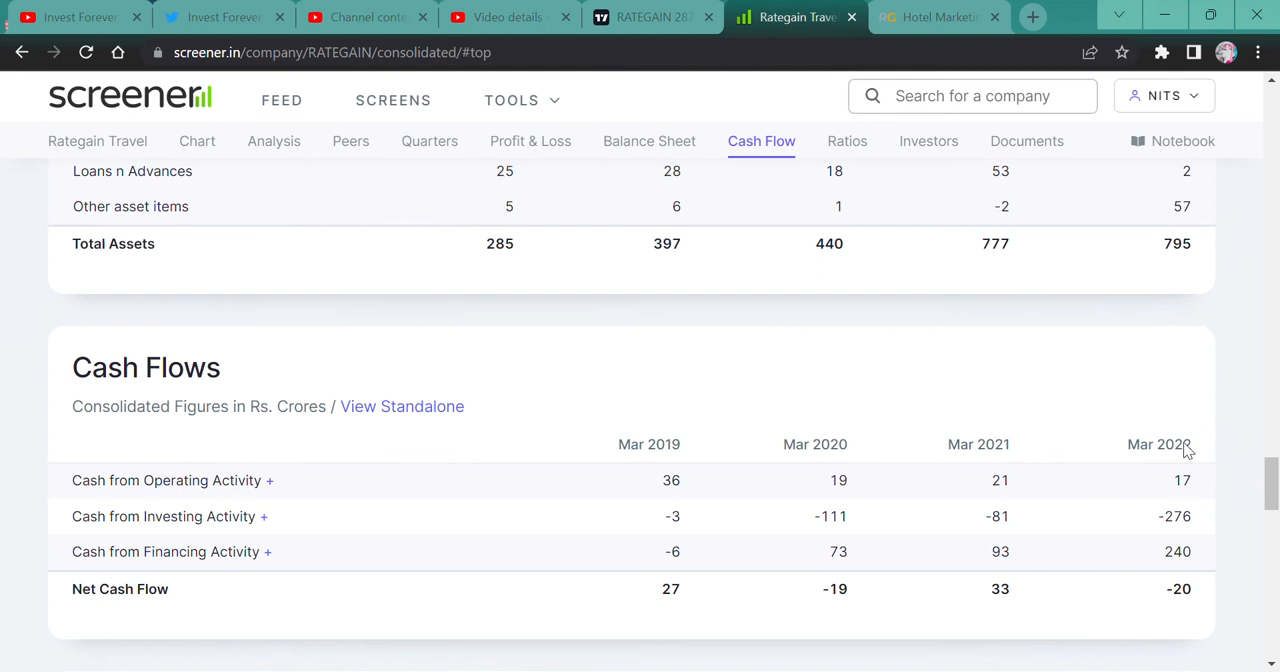 Invest Forever
Invest Forever
Channel conte
Video details -
RATEGAIN 287
Rategain Trave
RG Hotel Marketin
screener.in/company/RATEGAIN/consolidated/#top
screener
FEED
SCREENS
TOOLS
Search for a company
NITS
Rategain Travel
Chart
Analysis
Peers
Quarters
Profit & Loss
Balance Sheet
Cash Flow
Ratios
Investors
Documents
Notebook
Loans n Advances 25 28 18 53 2
Other asset items 5 6 1 -2 57
Total Assets 285 397 440 777 795
Cash Flows
Consolidated Figures in Rs. Crores / View Standalone
Mar 2019 Mar 2020 Mar 2021 Mar 2022
Cash from Operating Activity + 36 19 21 17
Cash from Investing Activity + -3 -111 -81 -276
Cash from Financing Activity + -6 73 93 240
Net Cash Flow 27 -19 33 -20